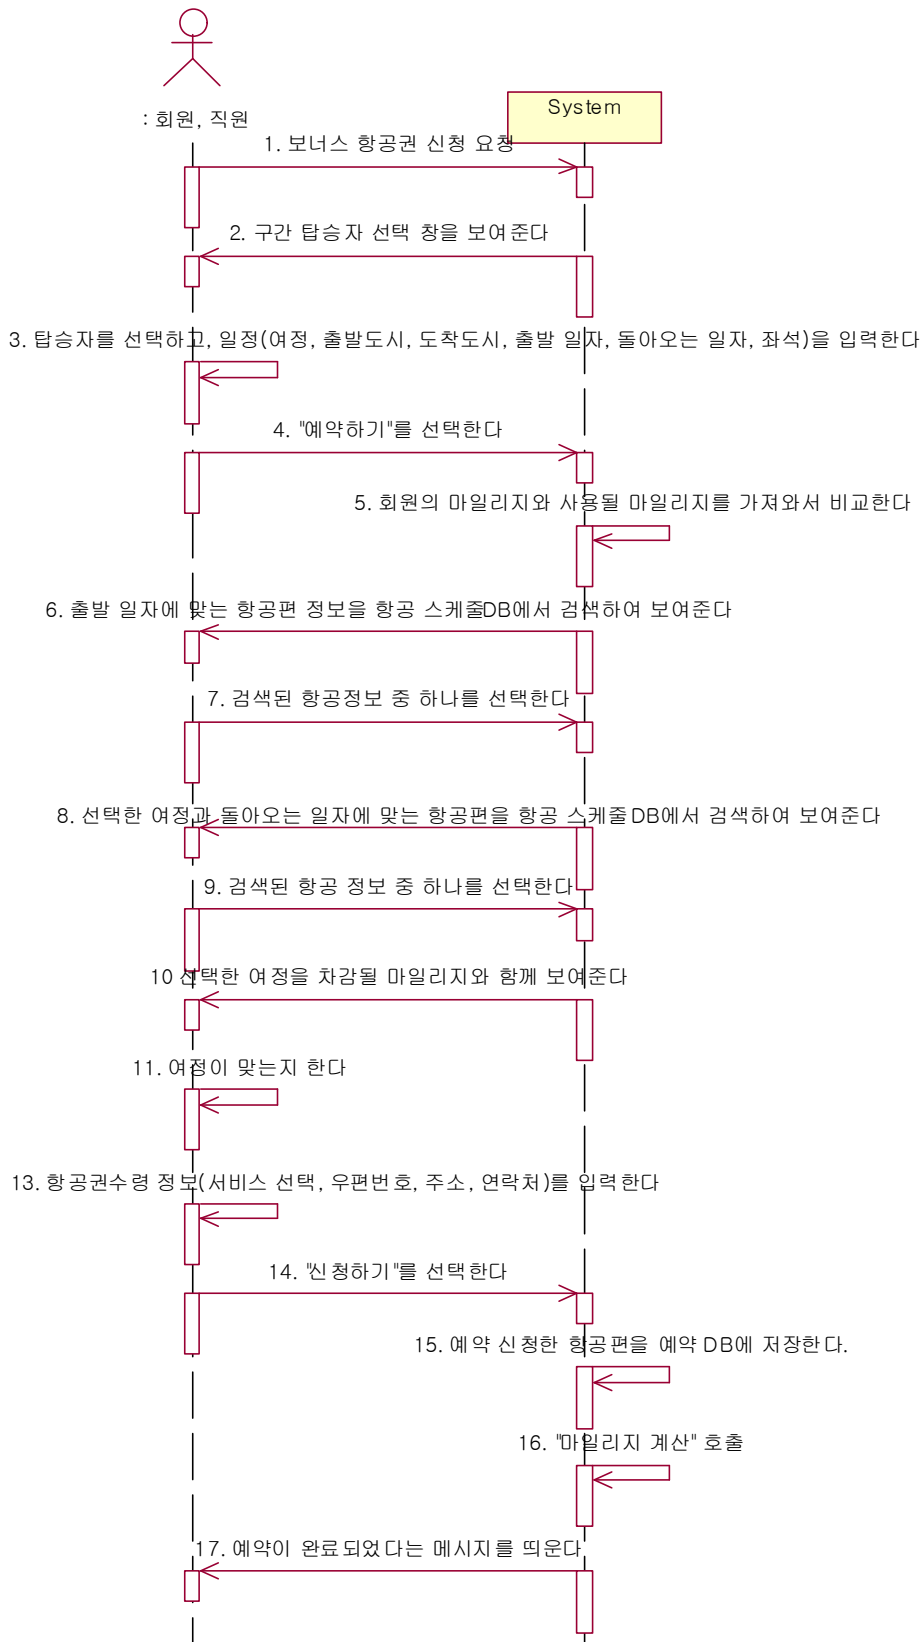 : 회원, 직원
System
1. 보너스 항공권 신청 요청
2. 구간 탑승자 선택 창을 보여준다
3. 탑승자를 선택하고, 일정(여정, 출발도시, 도착도시, 출발 일자, 돌아오는 일자, 좌석)을 입력한다
4. "예약하기"를 선택한다
5. 회원의 마일리지와 사용될 마일리지를 가져와서 비교한다
6. 출발 일자에 맞는 항공편 정보을 항공 스케줄DB에서 검색하여 보여준다
7. 검색된 항공정보 중 하나를 선택한다
8. 선택한 여정과 돌아오는 일자에 맞는 항공편을 항공 스케줄DB에서 검색하여 보여준다
9. 검색된 항공 정보 중 하나를 선택한다
10 선택한 여정을 차감될 마일리지와 함께 보여준다
11. 여정이 맞는지 한다
13. 항공권수령 정보(서비스 선택, 우편번호, 주소, 연락처)를 입력한다
14. "신청하기"를 선택한다
15. 예약 신청한 항공편을 예약 DB에 저장한다.
16. "마일리지 계산" 호출
17. 예약이 완료되었다는 메시지를 띄운다